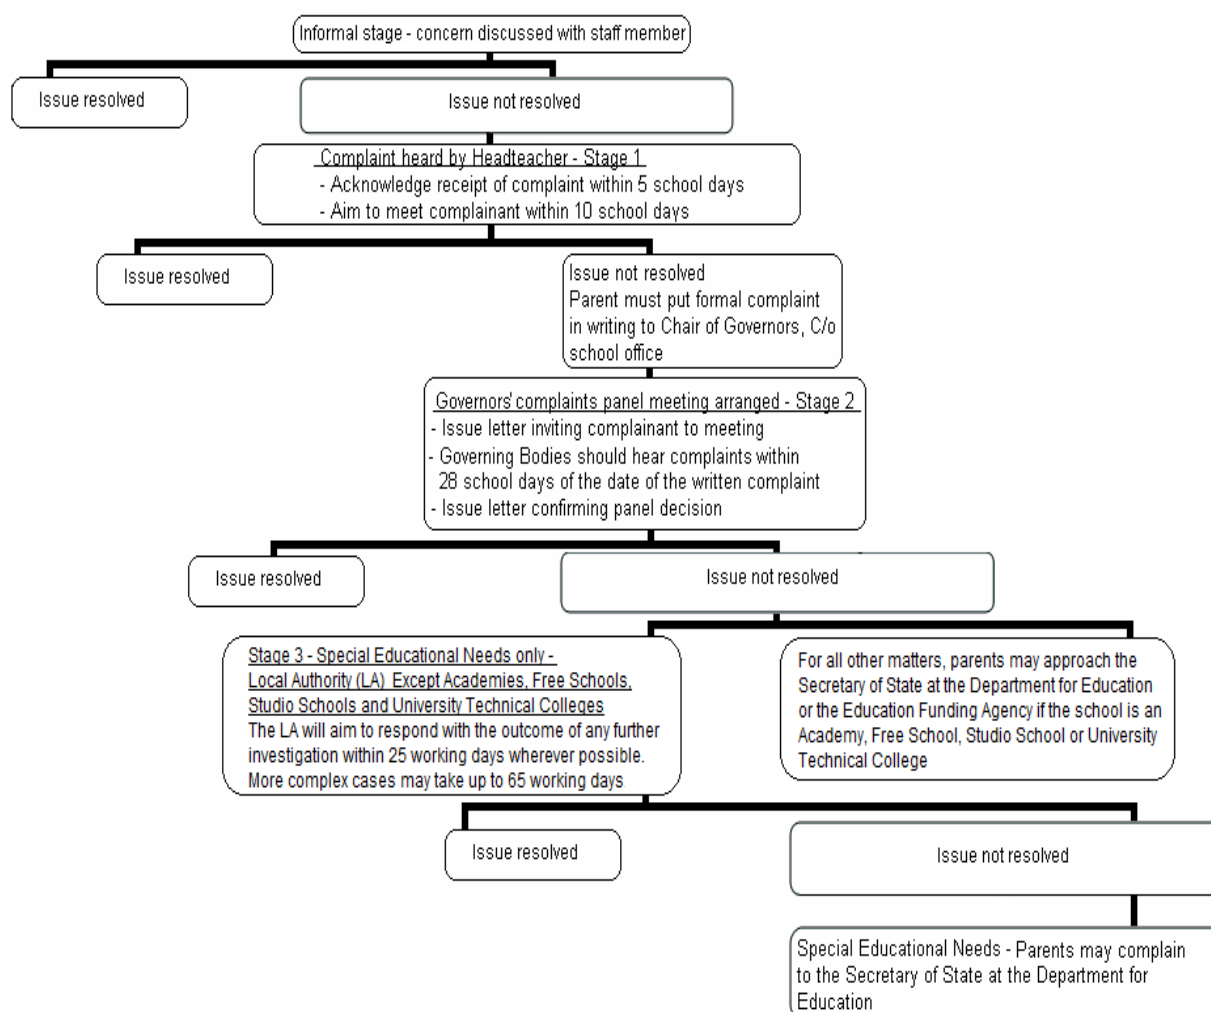 Informal stage - concern discussed with staff member
Issue resolved
Issue not resolved
Complaint heard by Headteacher - Stage 1
- Acknowledge receipt of complaint within 5 school days
- Aim to meet complainant within 10 school days
Issue resolved
Issue not resolved
Parent must put formal complaint
in writing to Chair of Governors, C/o
school office
Governors' complaints panel meeting arranged - Stage 2
- Issue letter inviting complainant to meeting
- Governing Bodies should hear complaints within
28 school days of the date of the written complaint
- Issue letter confirming panel decision
Issue resolved
Issue not resolved
Stage 3 - Special Educational Needs only -
Local Authority (LA) Except Academies, Free Schools,
Studio Schools and University Technical Colleges
The LA will aim to respond with the outcome of any further
investigation within 25 working days wherever possible.
More complex cases may take up to 65 working days
For all other matters, parents may approach the
Secretary of State at the Department for Education
or the Education Funding Agency if the school is an
Academy, Free School, Studio School or University
Technical College
Issue resolved
Issue not resolved
Special Educational Needs - Parents may complain
to the Secretary of State at the Department for
Education